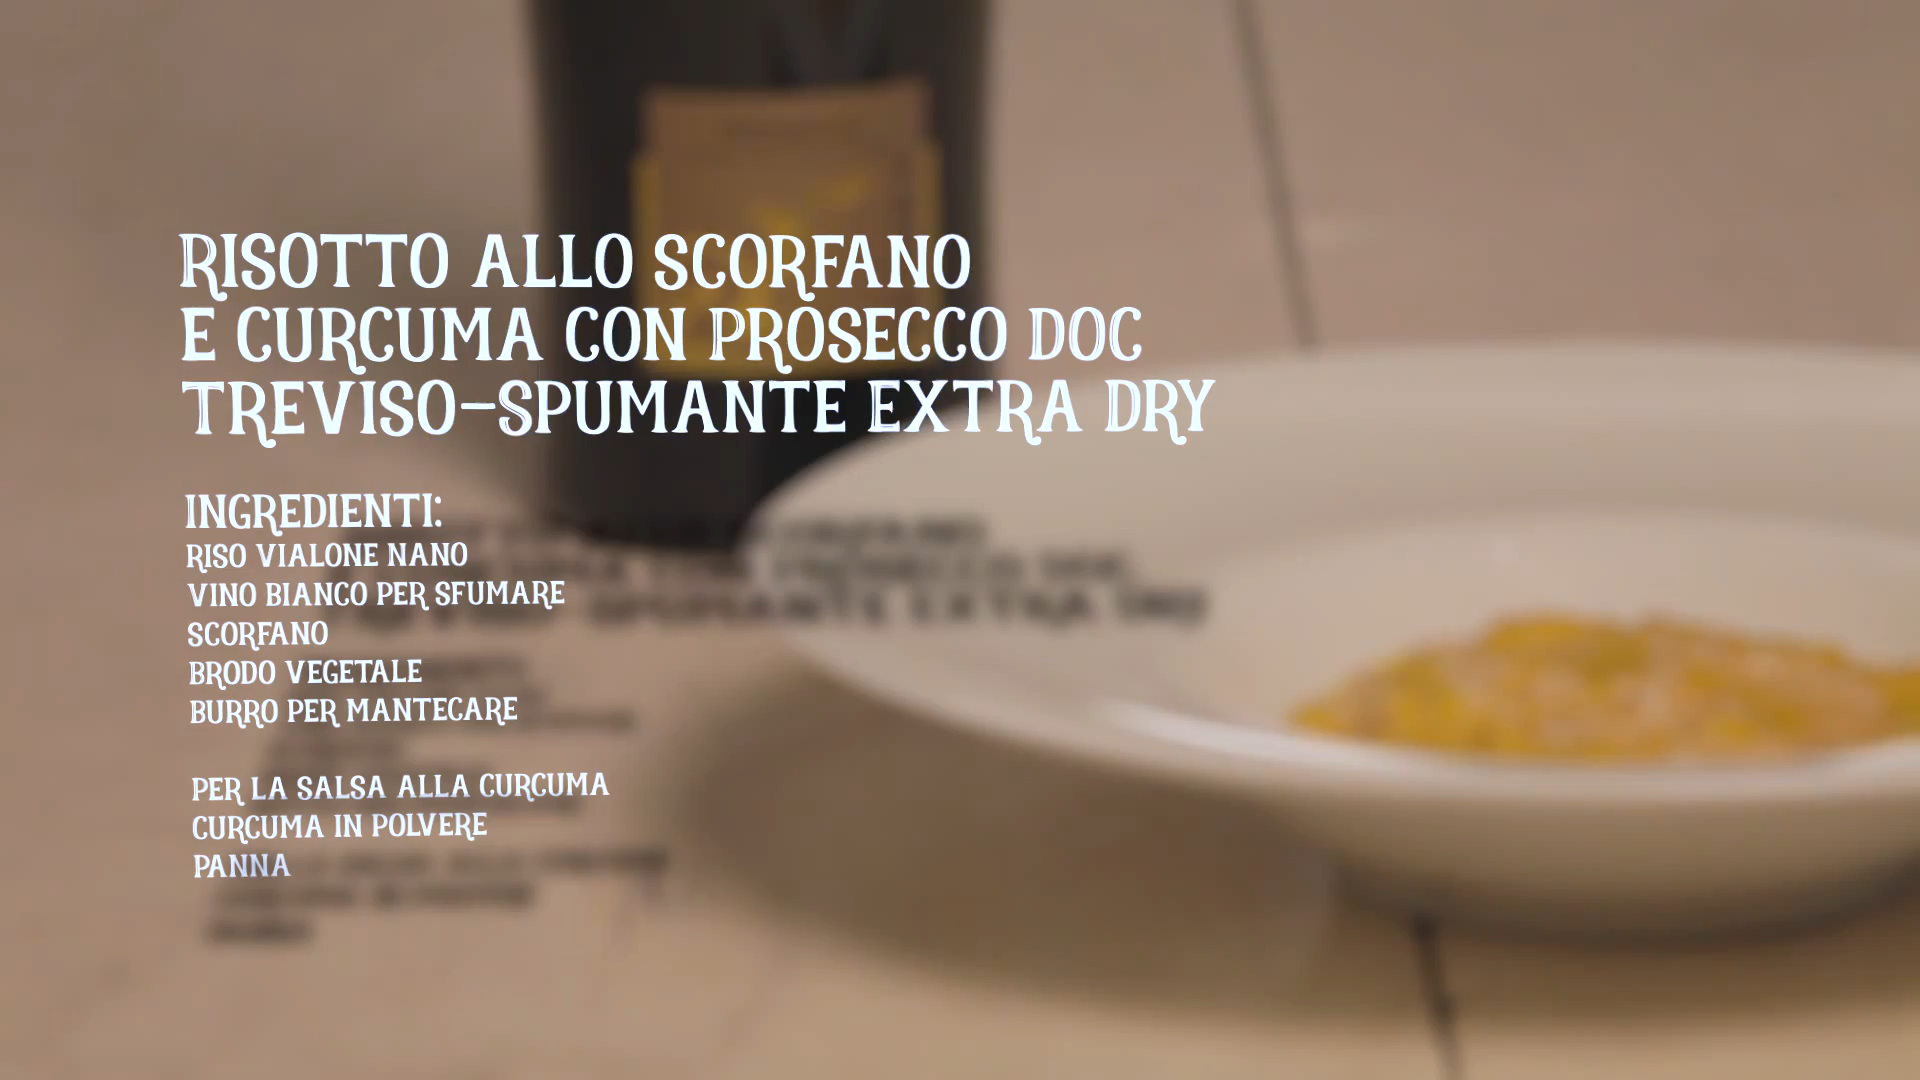 RISOTTO ALLO SCORFANO
E CURCUMA CON PROSECCO DOC
TREVISO-SPUMANTE EXTRA DRY
INGREDIENTI:
RISO VIALONE NANO
VINO BIANCO PER SFUMARE
SCORFANO
BRODO VEGETALE
BURRO PER MANTECARE
PER LA SALSA ALLA CURCUMA
CURCUMA IN POLVERE
PANNA